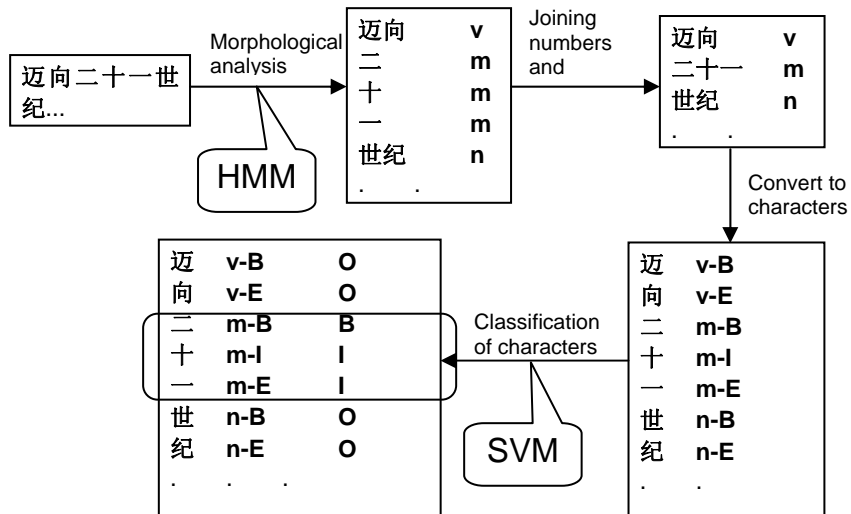 迈向二十一世
纪...
Morphological
analysis
HMM
迈向 v
二 m
十 m
一 m
世纪 n
. .
Joining
numbers
and
迈向 v
二十一 m
世纪 n
. .
Convert to
characters
迈 v-B
向 v-E
二 m-B
十 m-I
一 m-E
世 n-B
纪 n-E
. .
Classification
of characters
SVM
迈 v-B O
向 v-E O
二 m-B B
十 m-I I
一 m-E I
世 n-B O
纪 n-E O
. . .